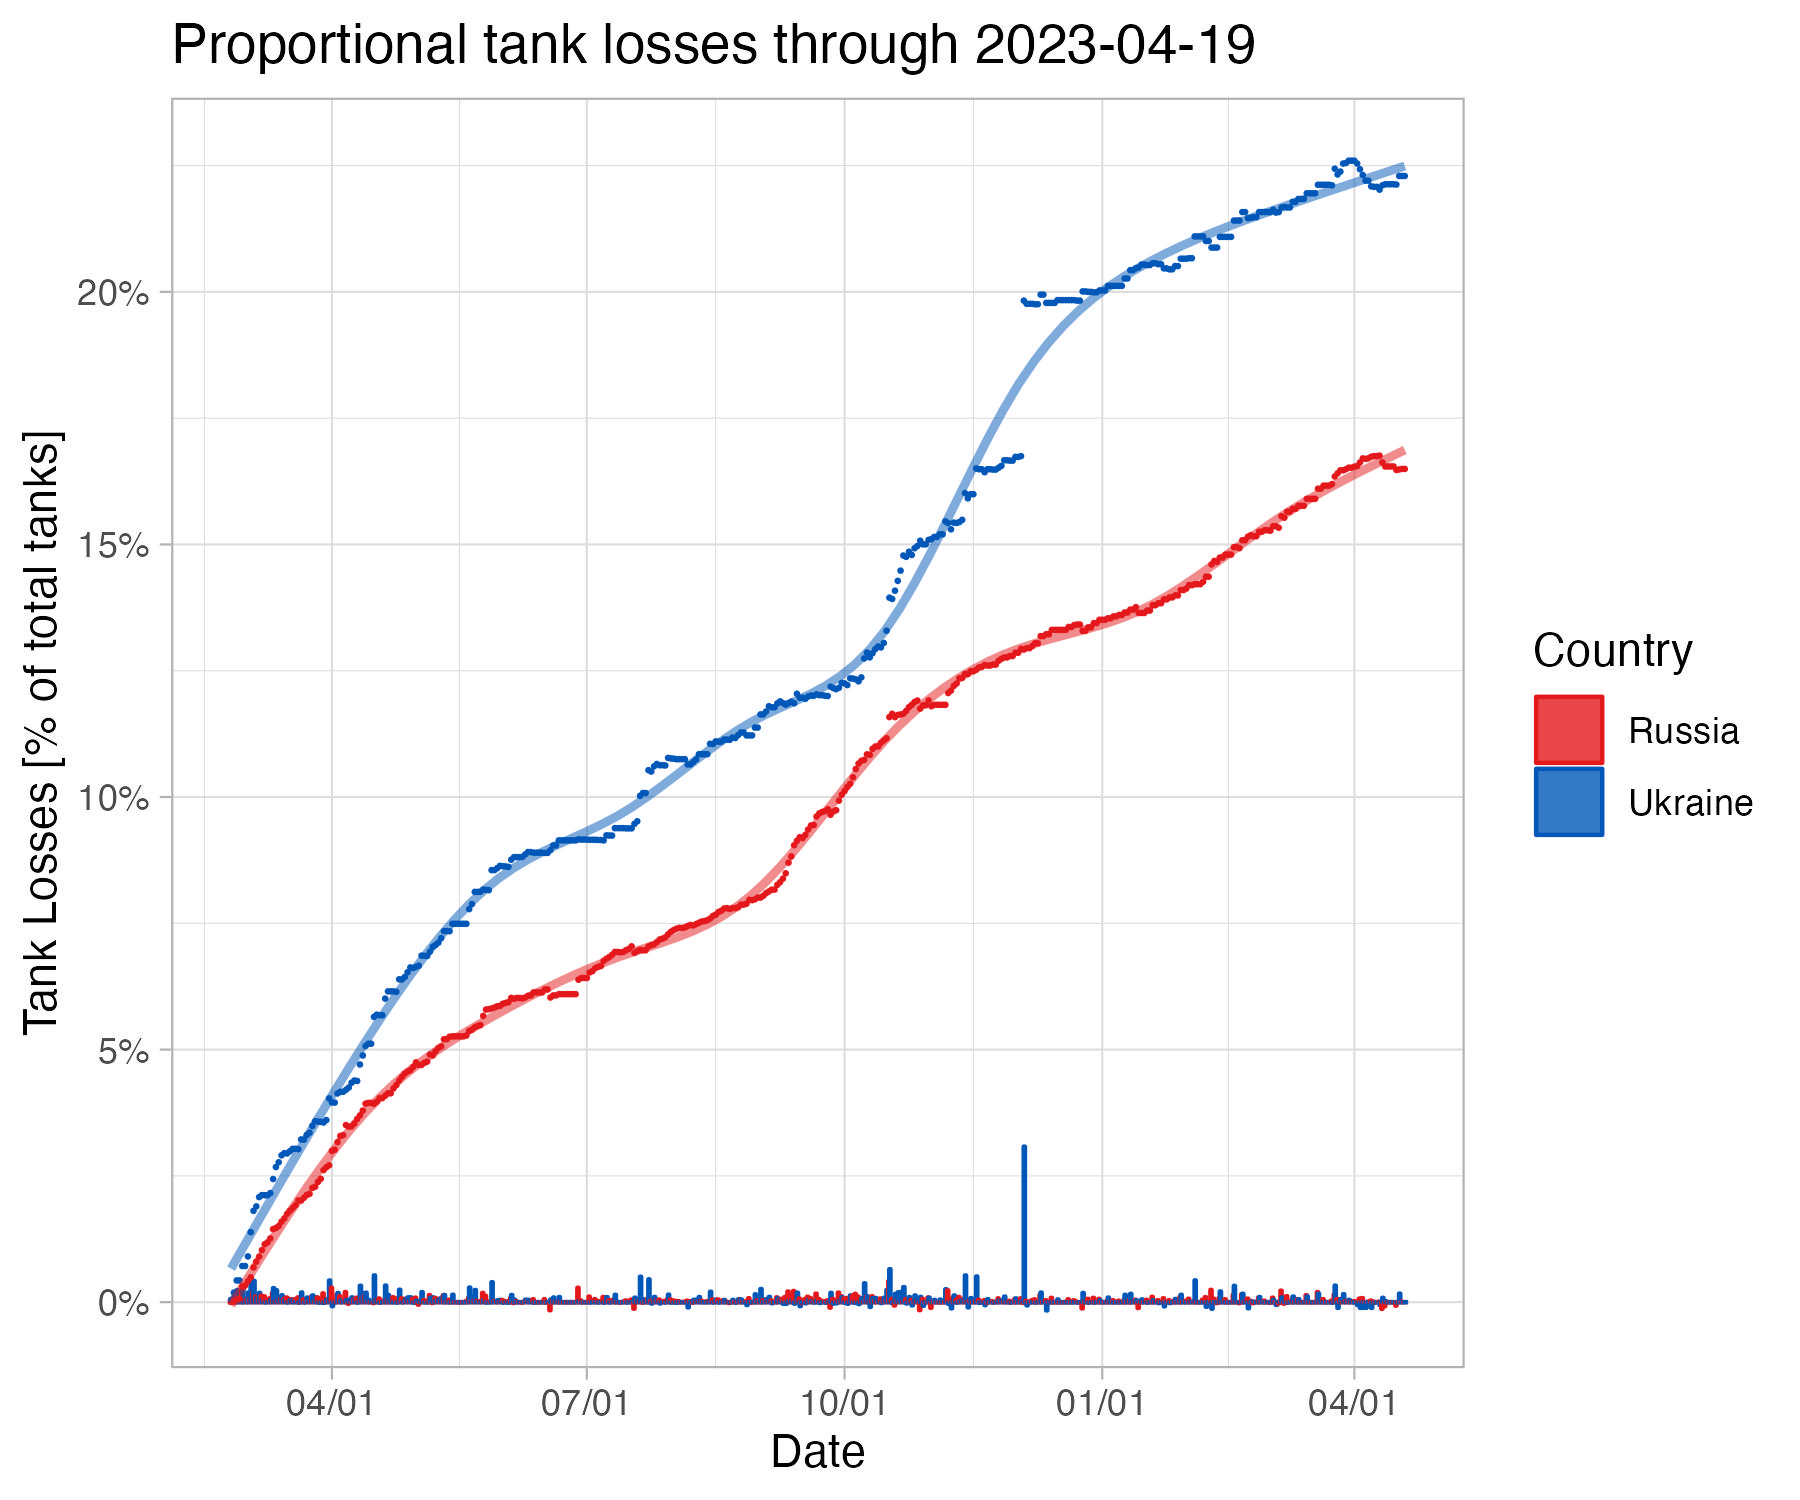 Proportional tank losses through 2023-04-19
Tank Losses [% of total tanks]
20%
15%
10%
5%
0%
04/01
07/01
10/01
01/01
04/01
Date
Country
Russia
Ukraine